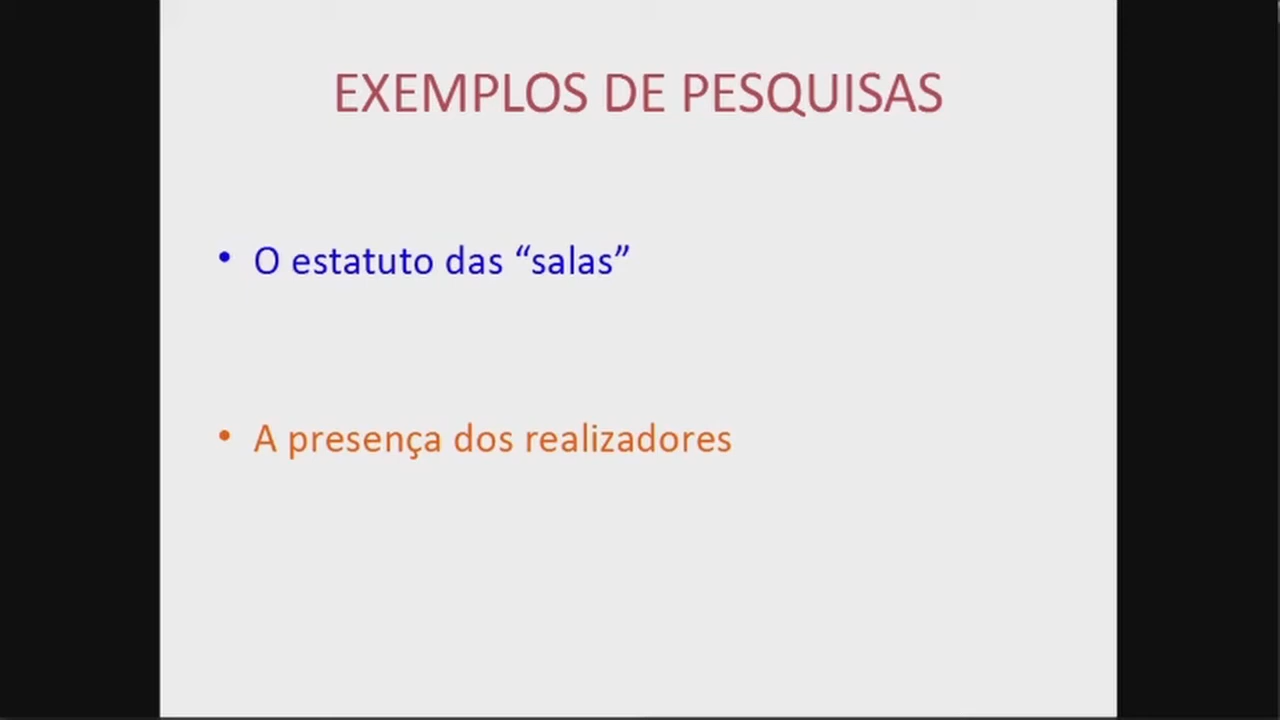 EXEMPLOS DE PESQUISAS
• O estatuto das “salas”
• A presença dos realizadores